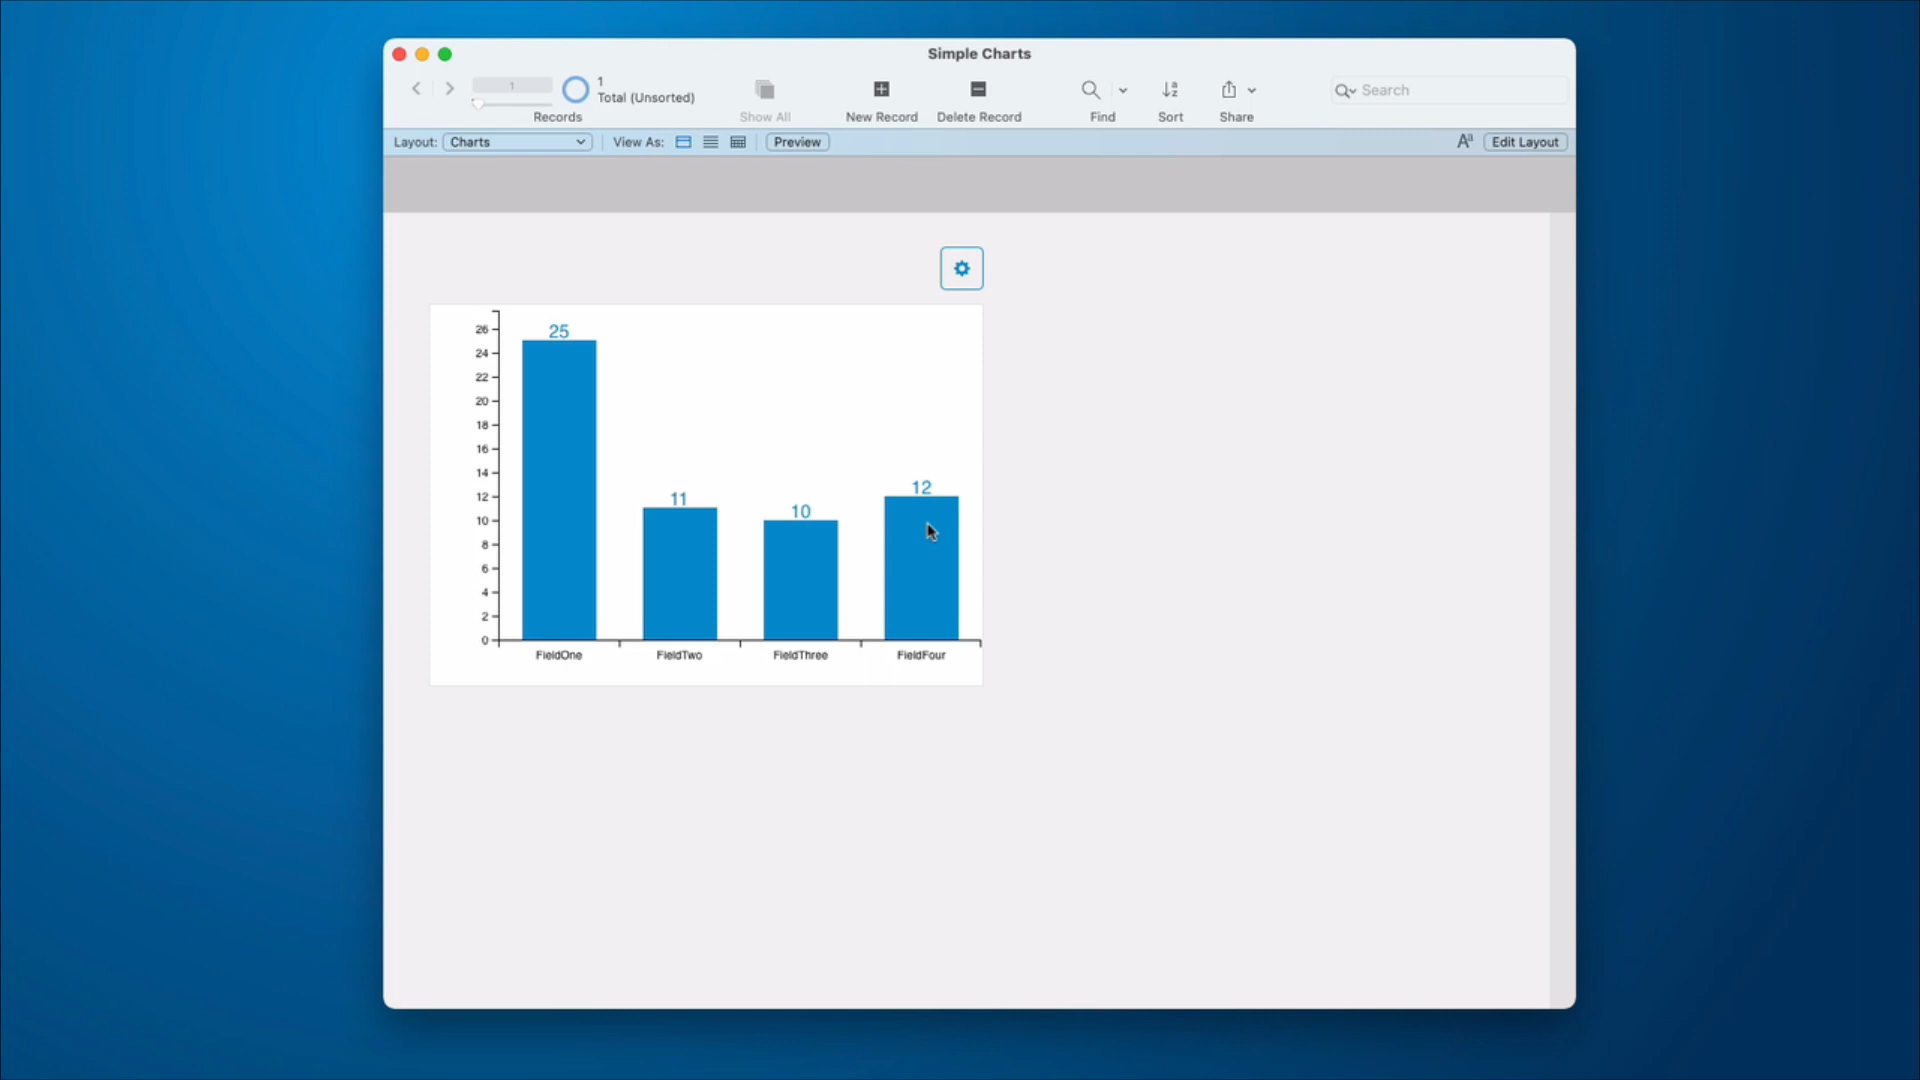 Simple Charts
1
1
Total (Unsorted)
Records
Show All
New Record
Delete Record
Find
Sort
Share
Search
Layout: Charts
View As:
Preview
Aa
Edit Layout
26
24
22
20
18
16
14
12
10
8
6
4
2
0
25
11
10
12
FieldOne
FieldTwo
FieldThree
FieldFour